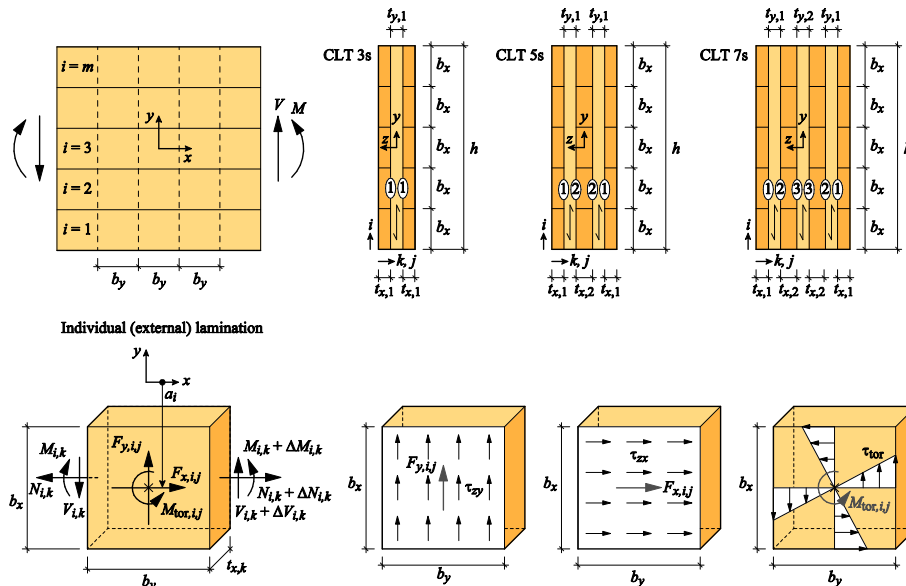 t_y,1
t_y,1 t_y,1
t_y,1 t_y,2 t_y,1
CLT 3s
CLT 5s
CLT 7s
i = m
i = 3
i = 2
i = 1
y
x
V M
b_y b_y b_y
z y
b_x
b_x
b_x
b_x
b_x
h
1 1
i
k, j
t_x,1 t_x,1
z y
b_x
b_x
b_x
b_x
b_x
h
1 2 2 1
i
k, j
t_x,1 t_x,2 t_x,1
z y
b_x
b_x
b_x
b_x
b_x
1 2 3 3 2 1
i
k, j
t_x,1 t_x,2 t_x,2 t_x,1
Individual (external) lamination
y
x
a_i
M_i,k
N_i,k
V_i,k
F_y,i,j
F_x,i,j
M_tor,i,j
M_i,k + ΔM_i,k
N_i,k + ΔN_i,k
V_i,k + ΔV_i,k
b_x
b_y
t_x,k
b_x
F_y,i,j
τ_zy
b_y
b_x
τ_zx
F_x,i,j
b_y
b_x
τ_tor
M_tor,i,j
b_y